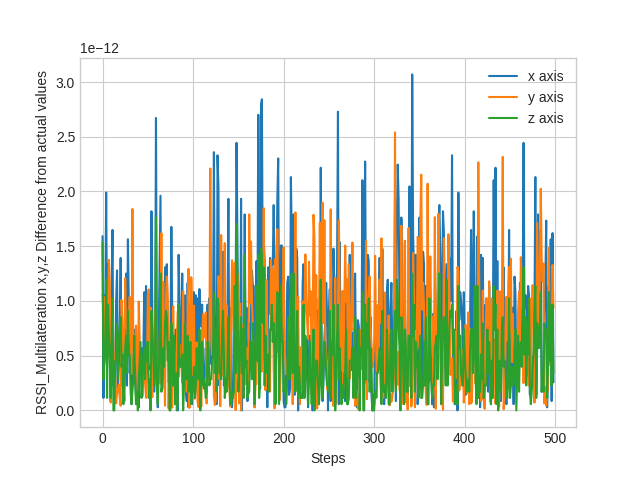 1e−12
RSSI_Multilateration x,y,z Difference from actual values
3.0
2.5
2.0
1.5
1.0
0.5
0.0
x axis
y axis
z axis
0 100 200 300 400 500
Steps